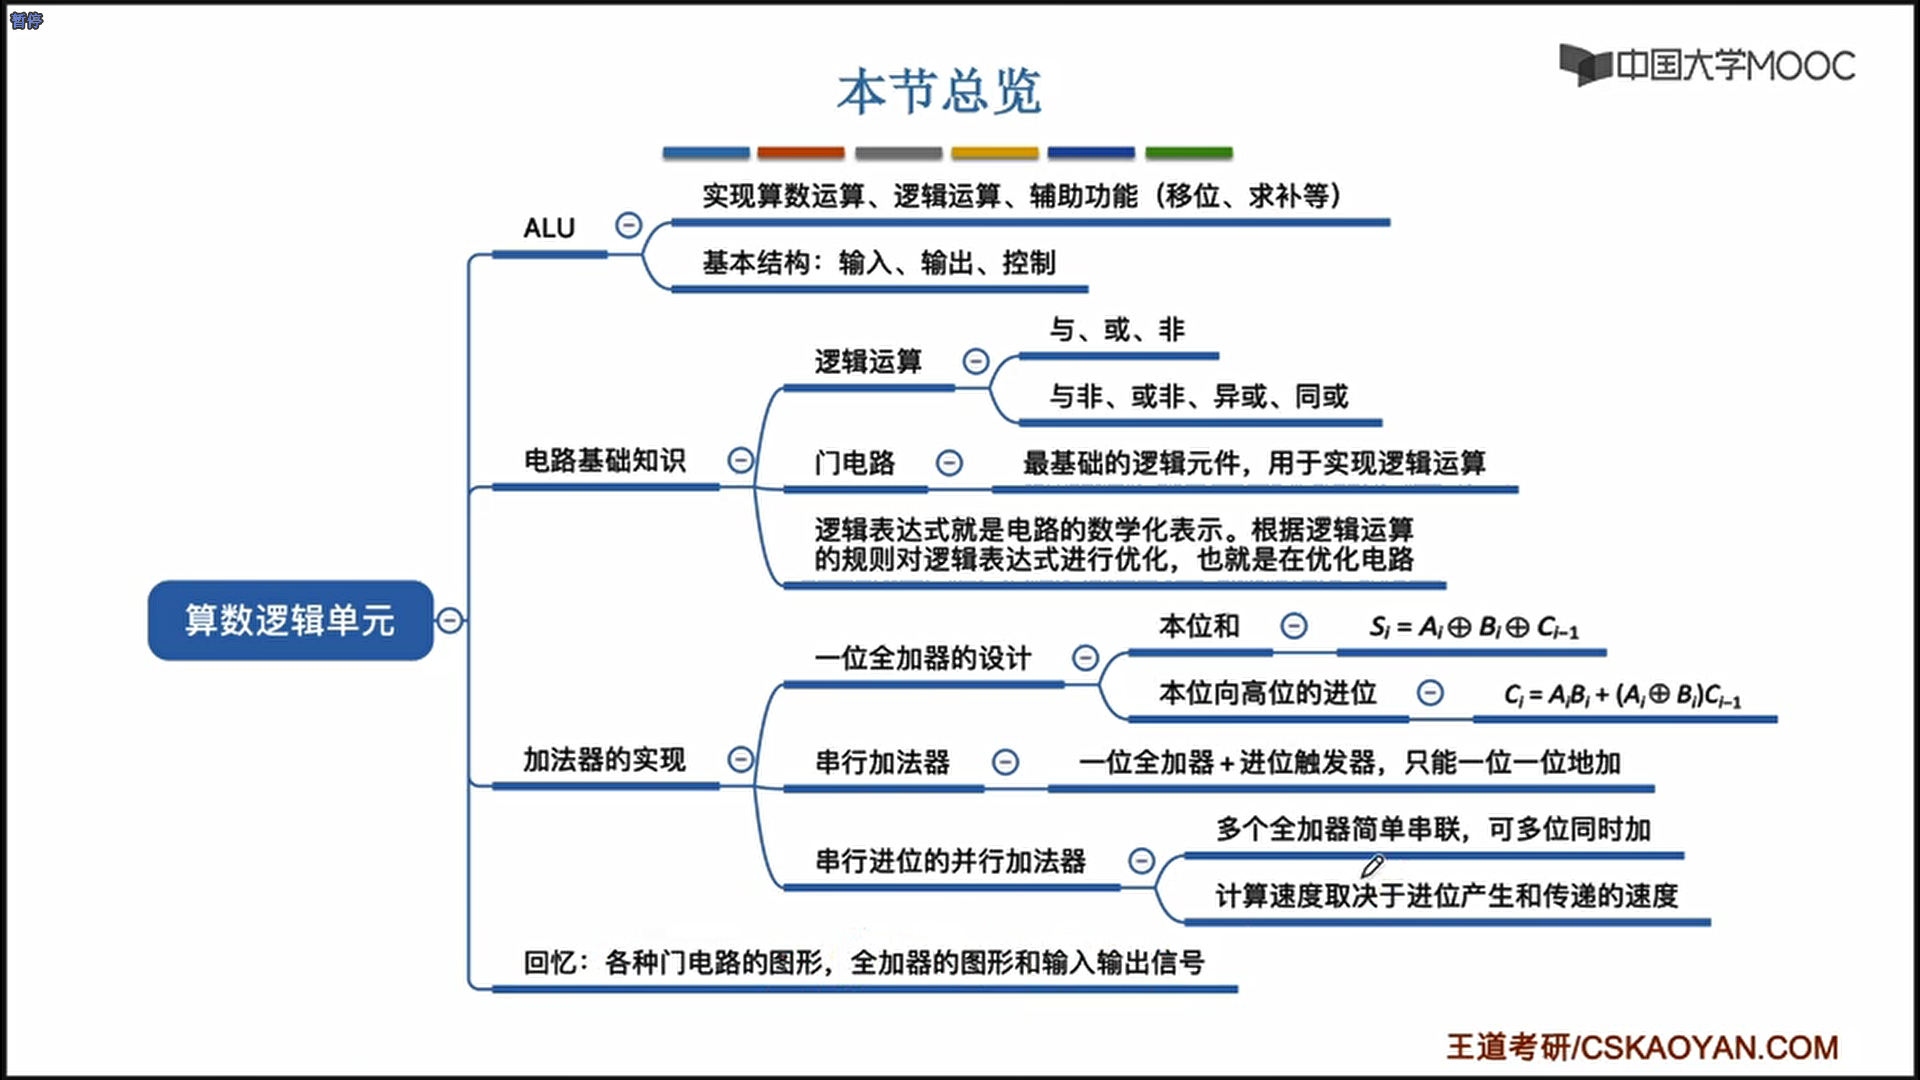 暂停
中国大学MOOC
本节总览
实现算数运算、逻辑运算、辅助功能（移位、求补等）
ALU
基本结构：输入、输出、控制
与、或、非
逻辑运算
与非、或非、异或、同或
电路基础知识
门电路
最基础的逻辑元件，用于实现逻辑运算
逻辑表达式就是电路的数学化表示。根据逻辑运算
的规则对逻辑表达式进行优化，也就是在优化电路
算数逻辑单元
本位和
Sᵢ = Aᵢ⊕ Bᵢ⊕ Cᵢ₋₁
一位全加器的设计
本位向高位的进位
Cᵢ = AᵢBᵢ + (Aᵢ⊕ Bᵢ)Cᵢ₋₁
加法器的实现
串行加法器
一位全加器 + 进位触发器，只能一位一位地加
多个全加器简单串联，可多位同时加
串行进位的并行加法器
计算速度取决于进位产生和传递的速度
回忆：各种门电路的图形，全加器的图形和输入输出信号
王道考研/CSKAOYAN.COM